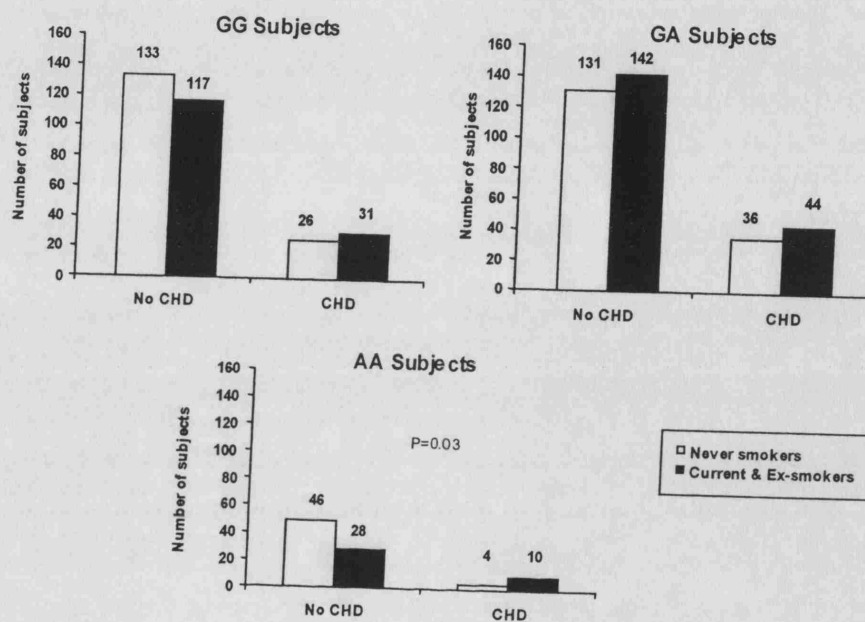 GG Subjects
Number of subjects
160
140
120
100
80
60
40
20
0
133
117
26
31
No CHD
CHD
GA Subjects
Number of subjects
160
140
120
100
80
60
40
20
0
131
142
36
44
No CHD
CHD
AA Subjects
Number of subjects
160
140
120
100
80
60
40
20
0
P=0.03
46
28
4
10
No CHD
CHD
Never smokers
Current & Ex-smokers